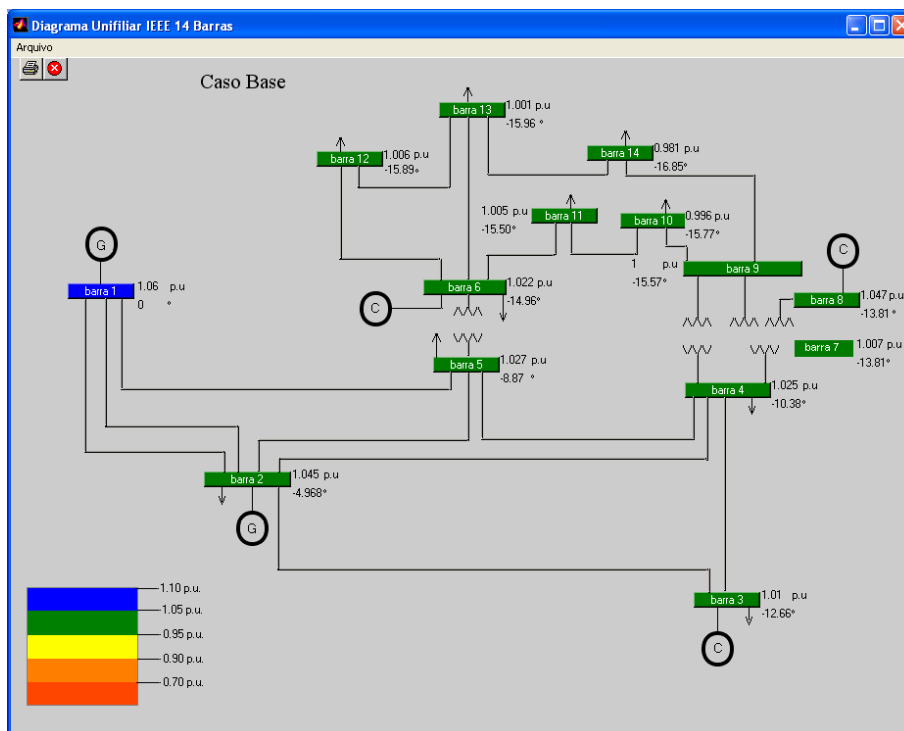 Diagrama Unifiliar IEEE 14 Barras
Arquivo
Caso Base
barra 13
1.001 p.u
-15.96 °
barra 12
1.006 p.u
-15.89°
barra 14
0.981 p.u
-16.85°
1.005 p.u
-15.50°
barra 11
barra 10
0.996 p.u
-15.77°
G
C
1 p.u
-15.57°
barra 9
barra 1
1.06 p.u
0 °
barra 6
1.022 p.u
-14.96°
C
barra 8
1.047 p.u
-13.81°
barra 7
1.007 p.u
-13.81°
barra 5
1.027 p.u
-8.87 °
barra 4
1.025 p.u
-10.38°
barra 2
1.045 p.u
-4.968°
G
1.10 p.u.
1.05 p.u.
0.95 p.u.
0.90 p.u.
0.70 p.u.
barra 3
1.01 p.u
-12.66°
C